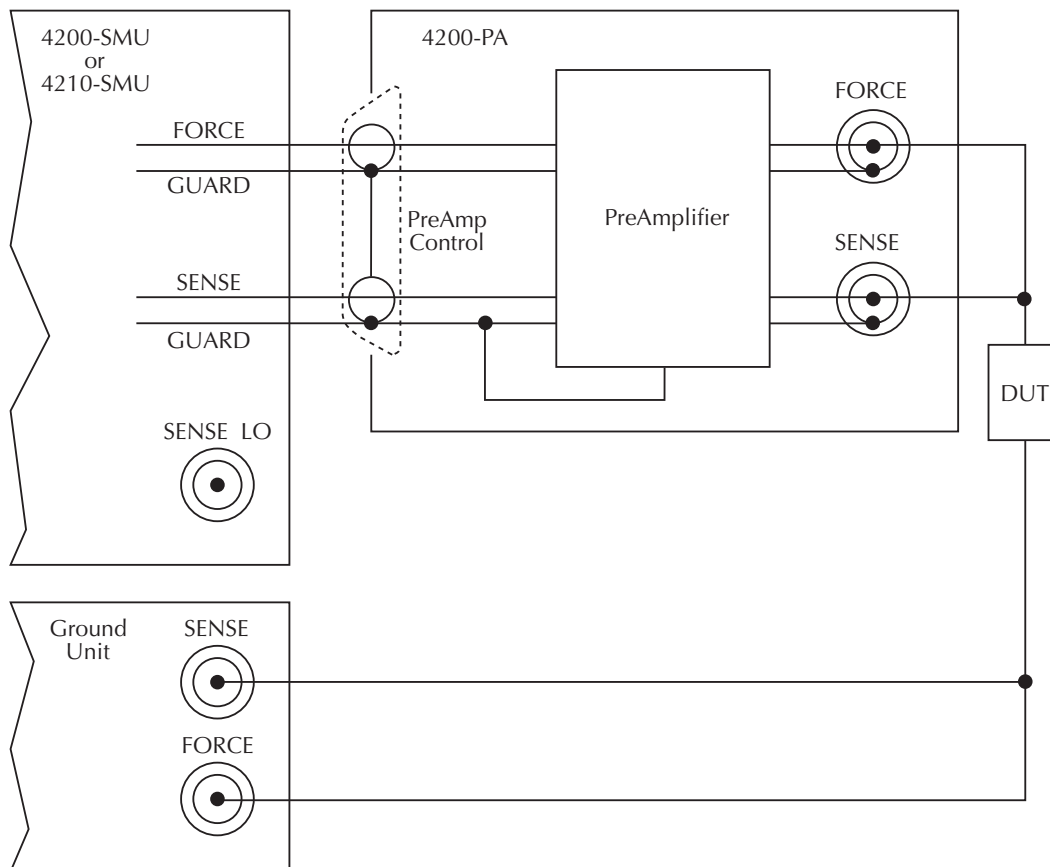 4200-SMU
or
4210-SMU
4200-PA
FORCE
FORCE
GUARD
PreAmp
Control
PreAmplifier
SENSE
SENSE
GUARD
DUT
SENSE LO
Ground
Unit
SENSE
FORCE